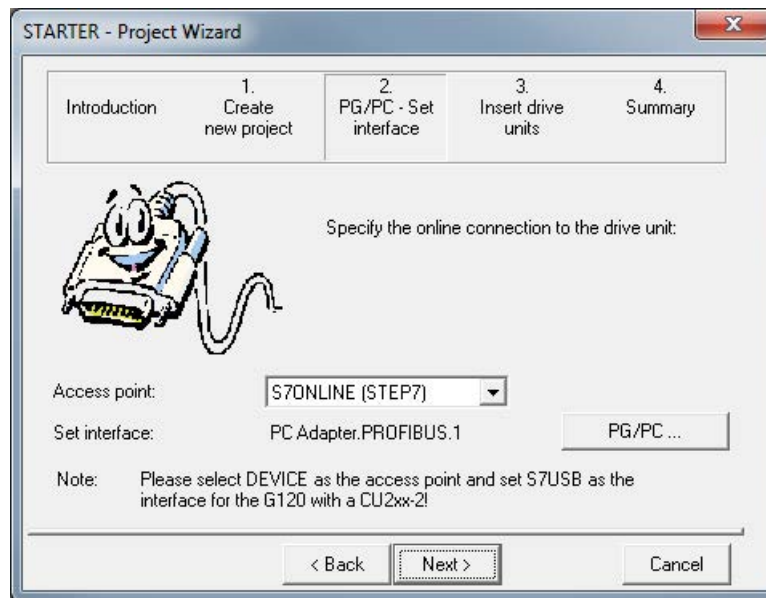 STARTER - Project Wizard
Introduction
1.
Create
new project
2.
PG/PC - Set
interface
3.
Insert drive
units
4.
Summary
Specify the online connection to the drive unit:
Access point:
S7ONLINE (STEP7)
Set interface:
PC Adapter.PROFIBUS.1
PG/PC ...
Note:
Please select DEVICE as the access point and set S7USB as the
interface for the G120 with a CU2xx-2!
< Back
Next >
Cancel